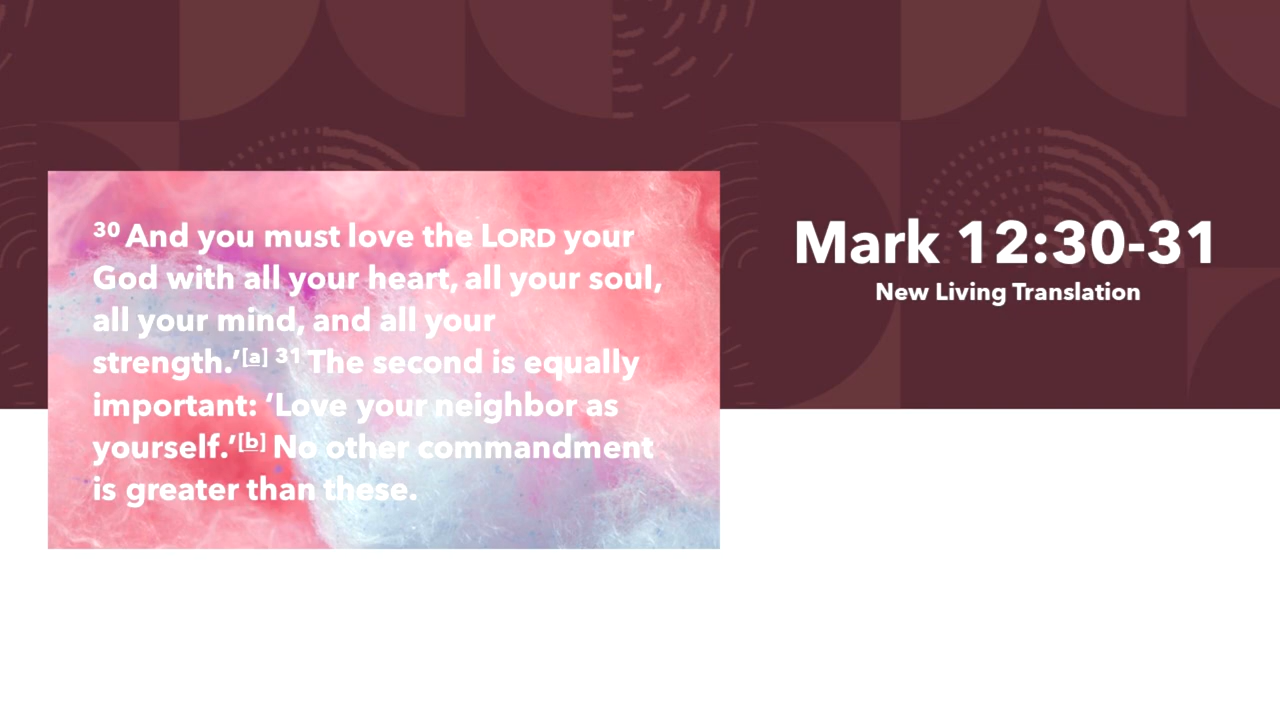 30 And you must love the LORD your
God with all your heart, all your soul,
all your mind, and all your
strength.’[a] 31 The second is equally
important: ‘Love your neighbor as
yourself.’[b] No other commandment
is greater than these.
Mark 12:30-31
New Living Translation